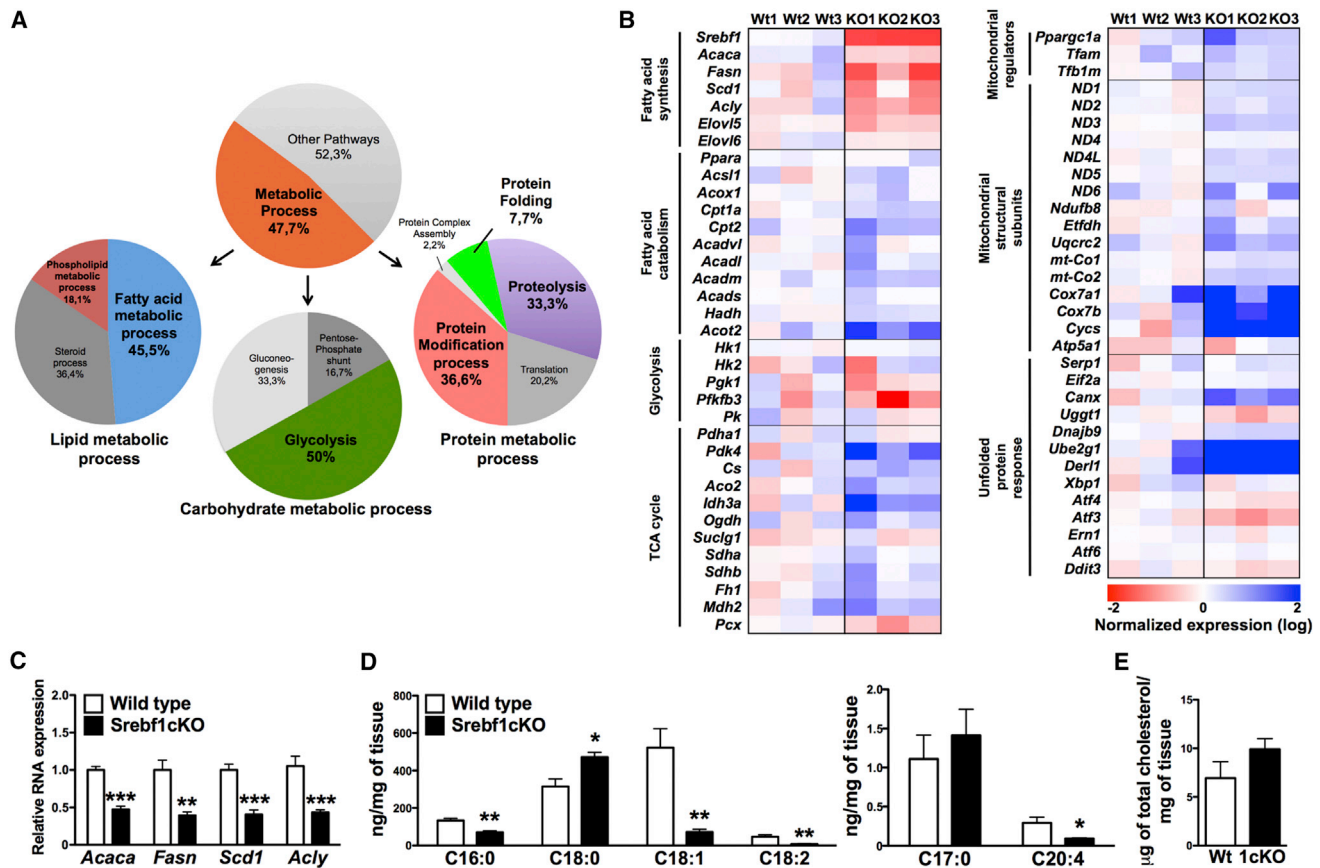 A
Other Pathways
52,3%
Metabolic
Process
47,7%
Phospholipid
metabolic
process
18,1%
Fatty acid
metabolic
process
45,5%
Steroid
process
36,4%
Lipid metabolic
process
Gluconeo-
genesis
33,3%
Pentose-
Phosphate
shunt
16,7%
Glycolysis
50%
Carbohydrate metabolic process
Protein
Folding
7,7%
Protein Complex
Assembly
2,2%
Proteolysis
33,3%
Protein
Modification
process
36,6%
Translation
20,2%
Protein metabolic
process
B
Wt1 Wt2 Wt3 KO1 KO2 KO3
Fatty acid
synthesis
Srebf1
Acaca
Fasn
Scd1
Acly
Elovl5
Elovl6
Fatty acid
catabolism
Ppara
Acsl1
Acox1
Cpt1a
Cpt2
Acadvl
Acadl
Acadm
Acads
Hadh
Acot2
Glycolysis
Hk1
Hk2
Pgk1
Pfkfb3
Pk
TCA cycle
Pdha1
Pdk4
Cs
Aco2
Idh3a
Ogdh
Suclg1
Sdha
Sdhb
Fh1
Mdh2
Pcx
Wt1 Wt2 Wt3 KO1 KO2 KO3
Mitochondrial
regulators
Ppargc1a
Tfam
Tfb1m
Mitochondrial
structural
subunits
ND1
ND2
ND3
ND4
ND4L
ND5
ND6
Ndufb8
Etfdh
Uqcrc2
mt-Co1
mt-Co2
Cox7a1
Cox7b
Cycs
Atp5a1
Unfolded protein
response
Serp1
Eif2a
Canx
Uggt1
Dnajb9
Ube2g1
Derl1
Xbp1
Atf4
Atf3
Ern1
Atf6
Ddit3
-2 0 2
Normalized expression (log)
C
Relative RNA expression
2.0
1.5
1.0
0.5
0
Wild type
Srebf1cKO
*** ** *** ***
Acaca Fasn Scd1 Acly
D
ng/mg of tissue
800
600
400
200
0
Wild type
Srebf1cKO
** * ** **
C16:0 C18:0 C18:1 C18:2
ng/mg of tissue
2.0
1.5
1.0
0.5
0
*
C17:0 C20:4
E
µg of total cholesterol/
mg of tissue
15
10
5
0
Wt 1cKO